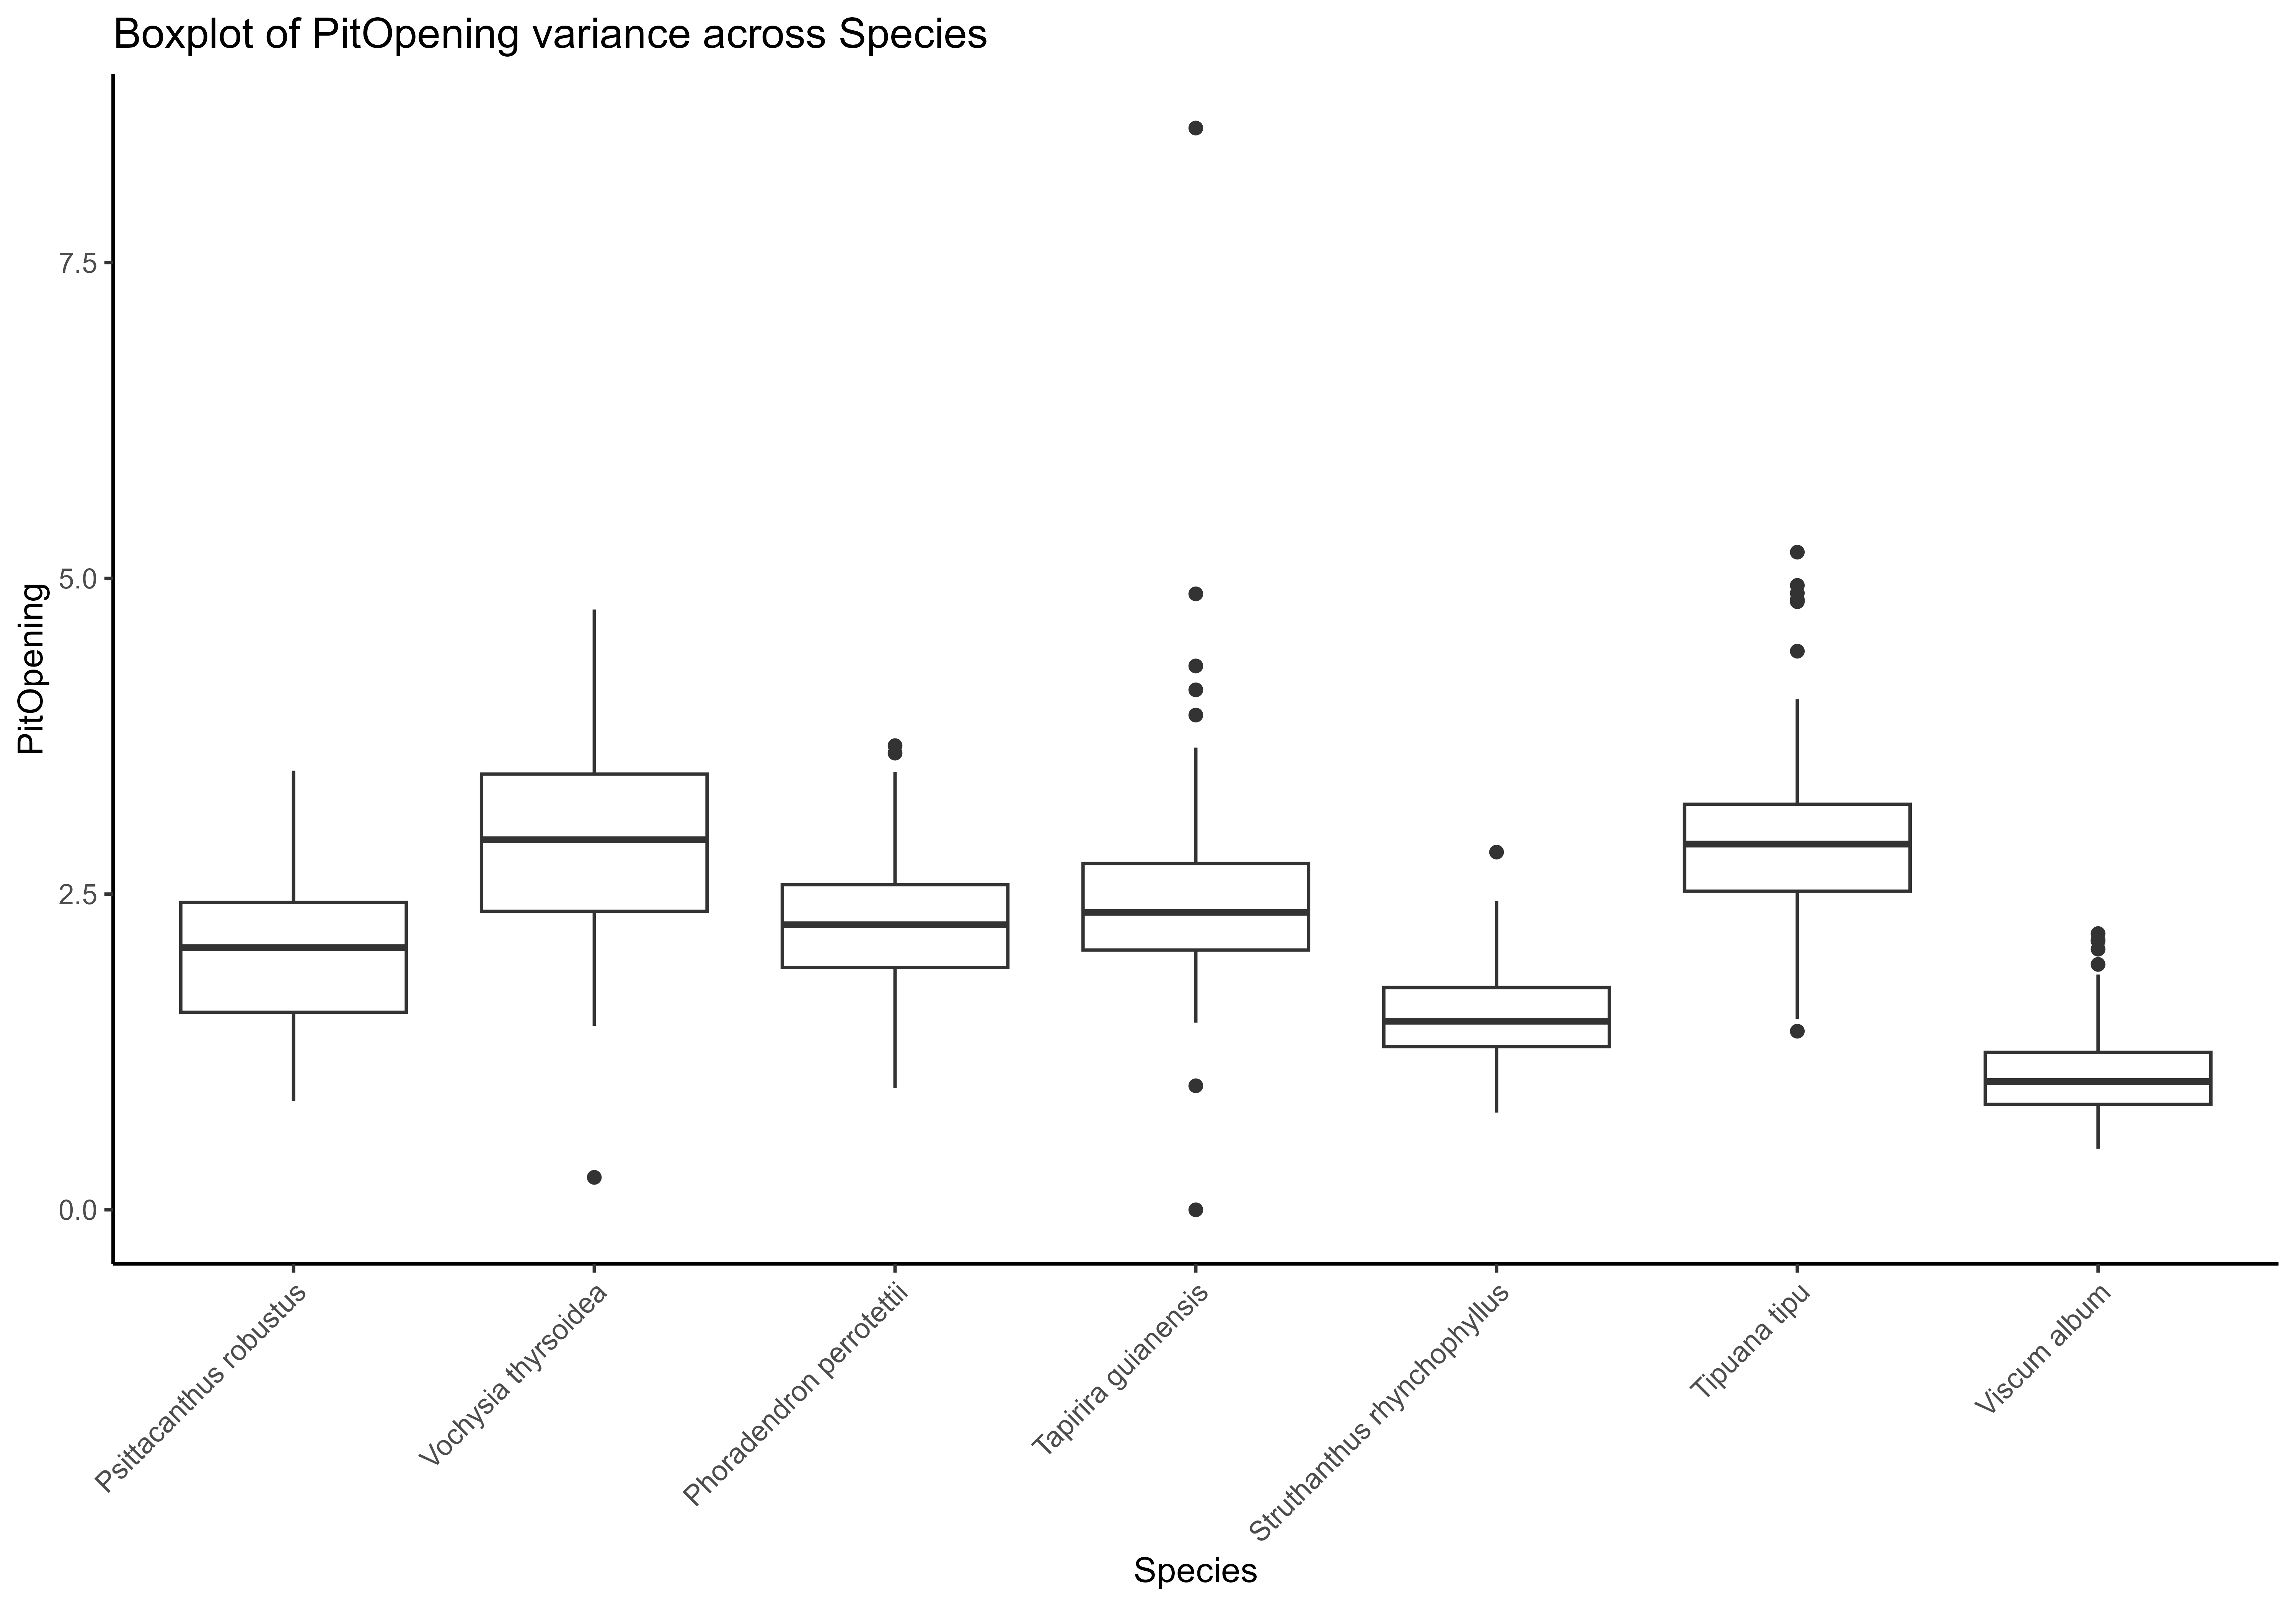 Boxplot of PitOpening variance across Species
PitOpening
7.5
5.0
2.5
0.0
Psittacanthus robustus
Vochysia thyrsoidea
Phoradendron perrotettii
Tapirira guianensis
Struthanthus rhynchophyllus
Tipuana tipu
Viscum album
Species